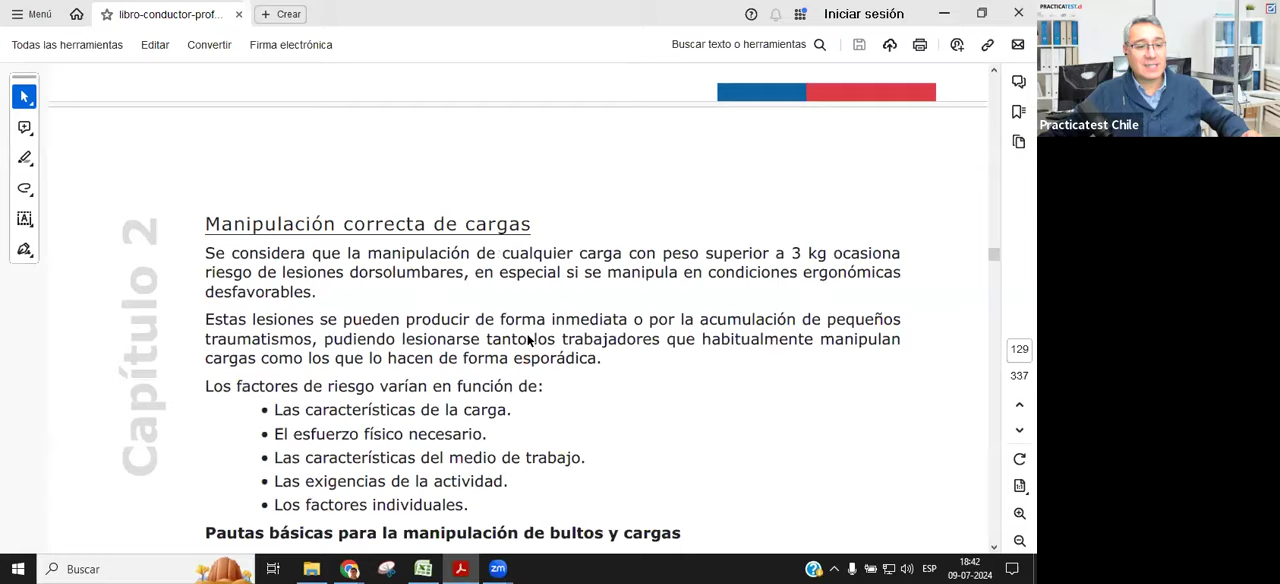 Menú
libro-conductor-prof...
Crear
Iniciar sesión
PRACTICATEST.cl
Todas las herramientas
Editar
Convertir
Firma electrónica
Buscar texto o herramientas
Practicatest Chile
Capítulo 2
Manipulación correcta de cargas
Se considera que la manipulación de cualquier carga con peso superior a 3 kg ocasiona
riesgo de lesiones dorsolumbares, en especial si se manipula en condiciones ergonómicas
desfavorables.
Estas lesiones se pueden producir de forma inmediata o por la acumulación de pequeños
traumatismos, pudiendo lesionarse tanto los trabajadores que habitualmente manipulan
cargas como los que lo hacen de forma esporádica.
Los factores de riesgo varían en función de:
• Las características de la carga.
• El esfuerzo físico necesario.
• Las características del medio de trabajo.
• Las exigencias de la actividad.
• Los factores individuales.
Pautas básicas para la manipulación de bultos y cargas
129
337
Buscar
zm
ESP
18:42
09-07-2024